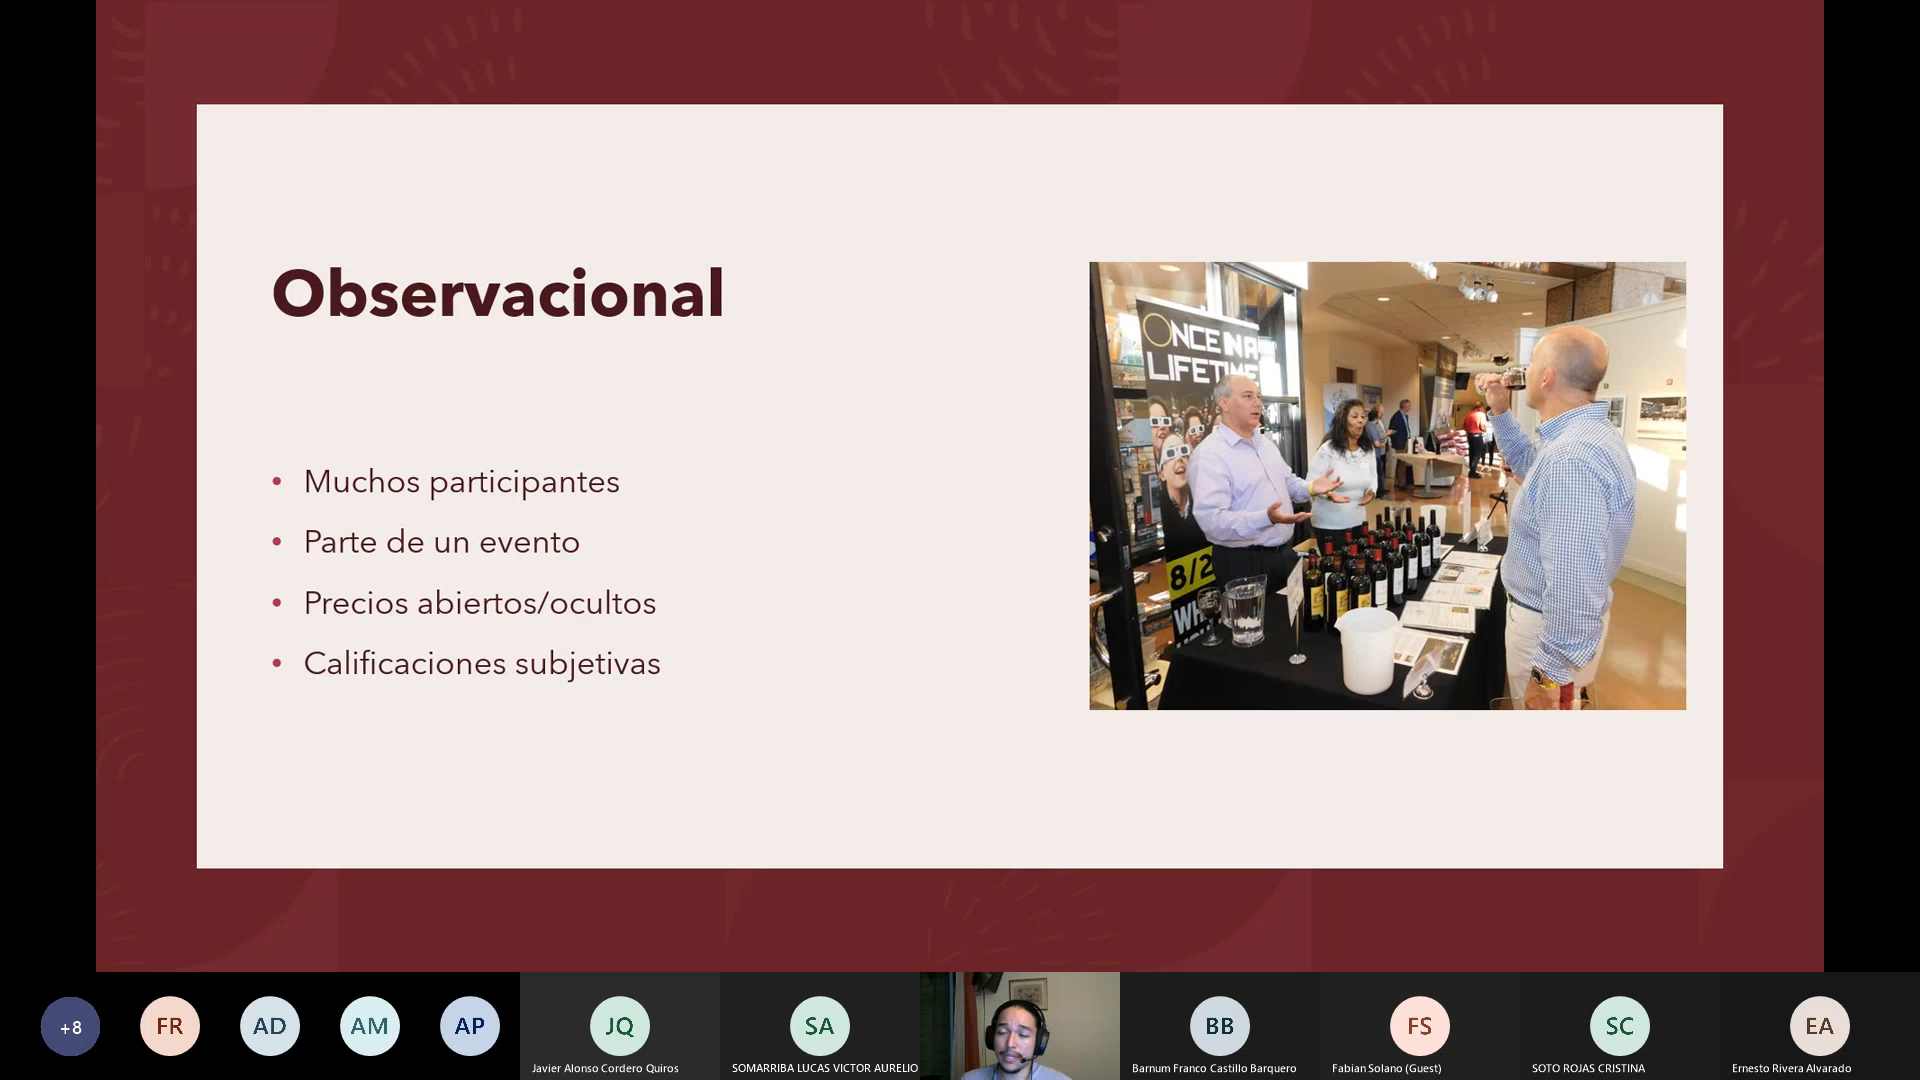 Observacional
• Muchos participantes
• Parte de un evento
• Precios abiertos/ocultos
• Calificaciones subjetivas
ONCE IN A
LIFETIME
8/2
+8
FR
AD
AM
AP
JQ
SA
BB
FS
SC
EA
Javier Alonso Cordero Quiros
SOMARRIBA LUCAS VICTOR AURELIO
Barnum Franco Castillo Barquero
Fabian Solano (Guest)
SOTO ROJAS CRISTINA
Ernesto Rivera Alvarado